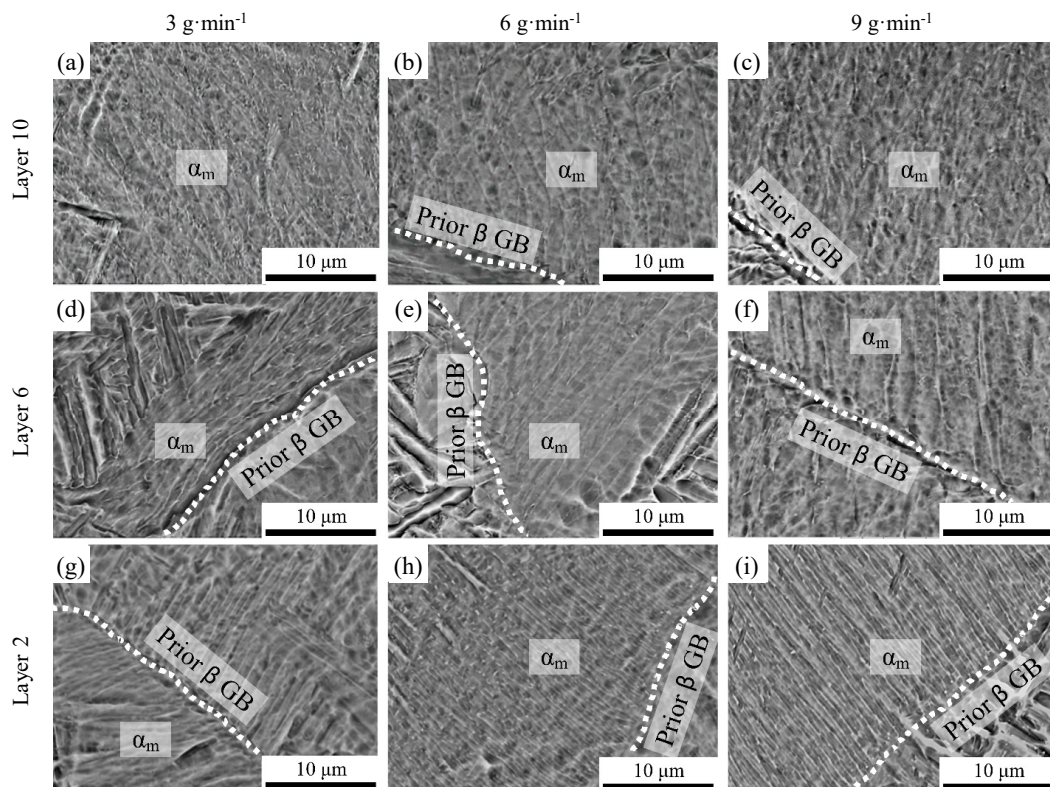 3 g·min⁻¹ 6 g·min⁻¹ 9 g·min⁻¹
Layer 10
(a) (b) (c)
αₘ αₘ αₘ
Prior β GB Prior β GB
10 μm 10 μm 10 μm
Layer 6
(d) (e) (f)
αₘ Prior β GB Prior β GB αₘ αₘ Prior β GB
10 μm 10 μm 10 μm
Layer 2
(g) (h) (i)
Prior β GB αₘ αₘ Prior β GB αₘ Prior β GB
10 μm 10 μm 10 μm